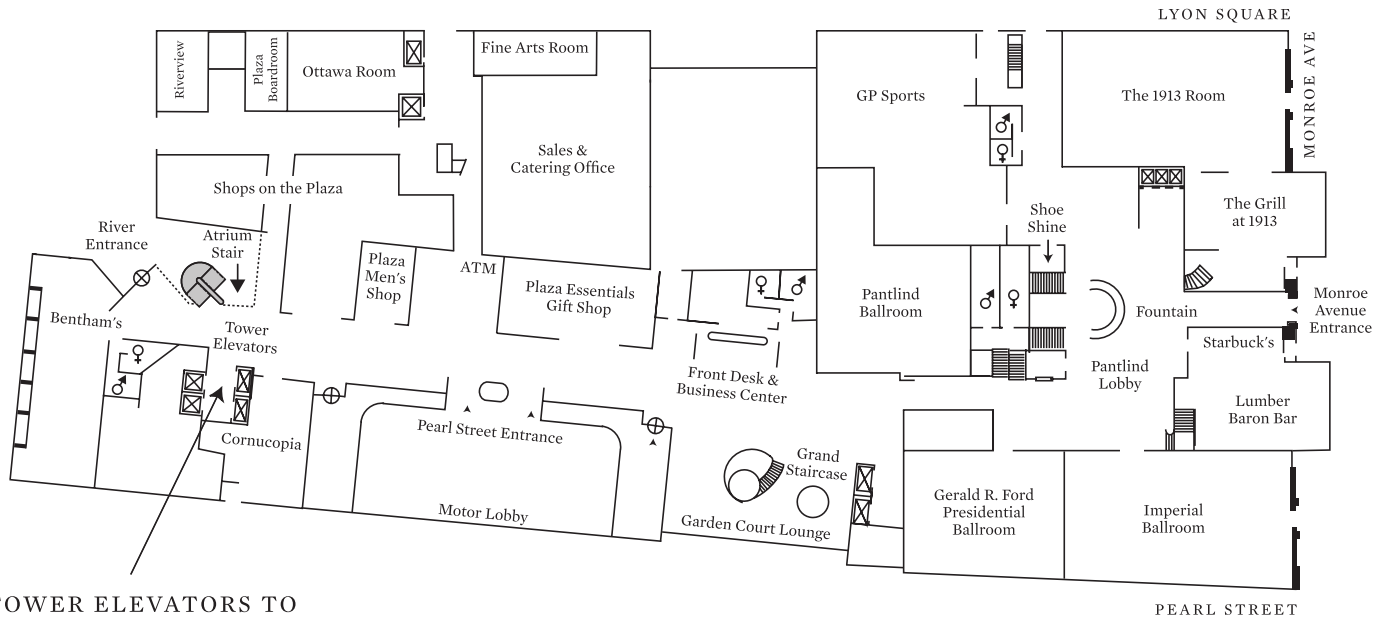 LYON SQUARE
MONROE AVE
Riverview
Plaza
Boardroom
Ottawa Room
Fine Arts Room
GP Sports
The 1913 Room
Sales &
Catering Office
Shops on the Plaza
The Grill
at 1913
River
Entrance
Atrium
Stair
Shoe
Shine
Plaza
Men's
Shop
ATM
Plaza Essentials
Gift Shop
Pantlind
Ballroom
Fountain
Monroe
Avenue
Entrance
Bentham's
Tower
Elevators
Starbuck's
Front Desk &
Business Center
Pantlind
Lobby
Lumber
Baron Bar
Pearl Street Entrance
Cornucopia
Grand
Staircase
Motor Lobby
Garden Court Lounge
Gerald R. Ford
Presidential
Ballroom
Imperial
Ballroom
TOWER ELEVATORS TO
PEARL STREET